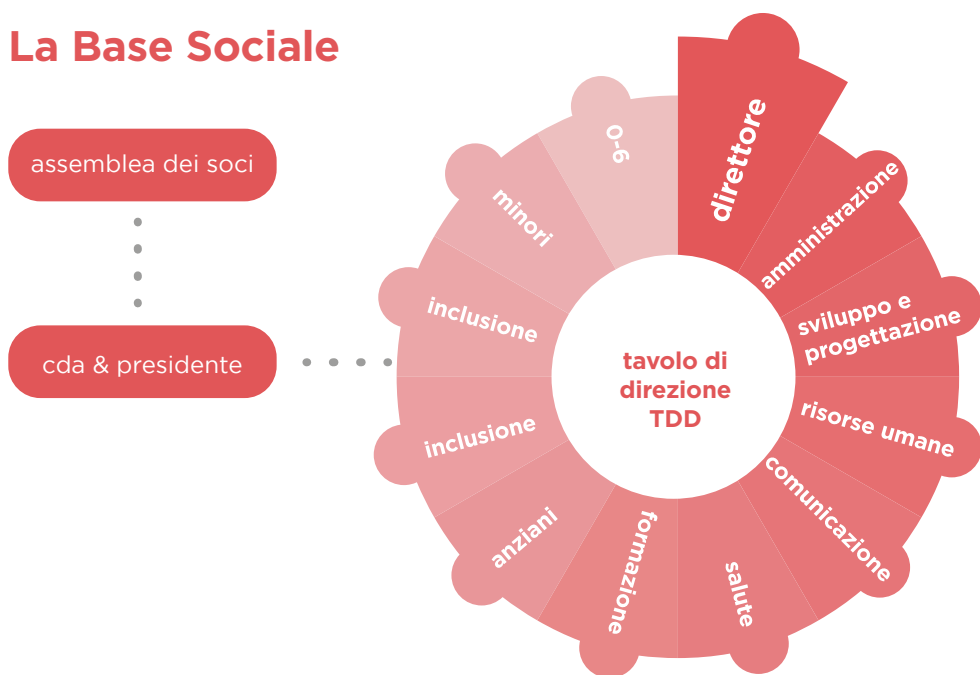 La Base Sociale
assemblea dei soci
cda & presidente
direttore
amministrazione
sviluppo e
progettazione
risorse umane
comunicazione
salute
formazione
anziani
inclusione
inclusione
minori
0-6
tavolo di
direzione
TDD